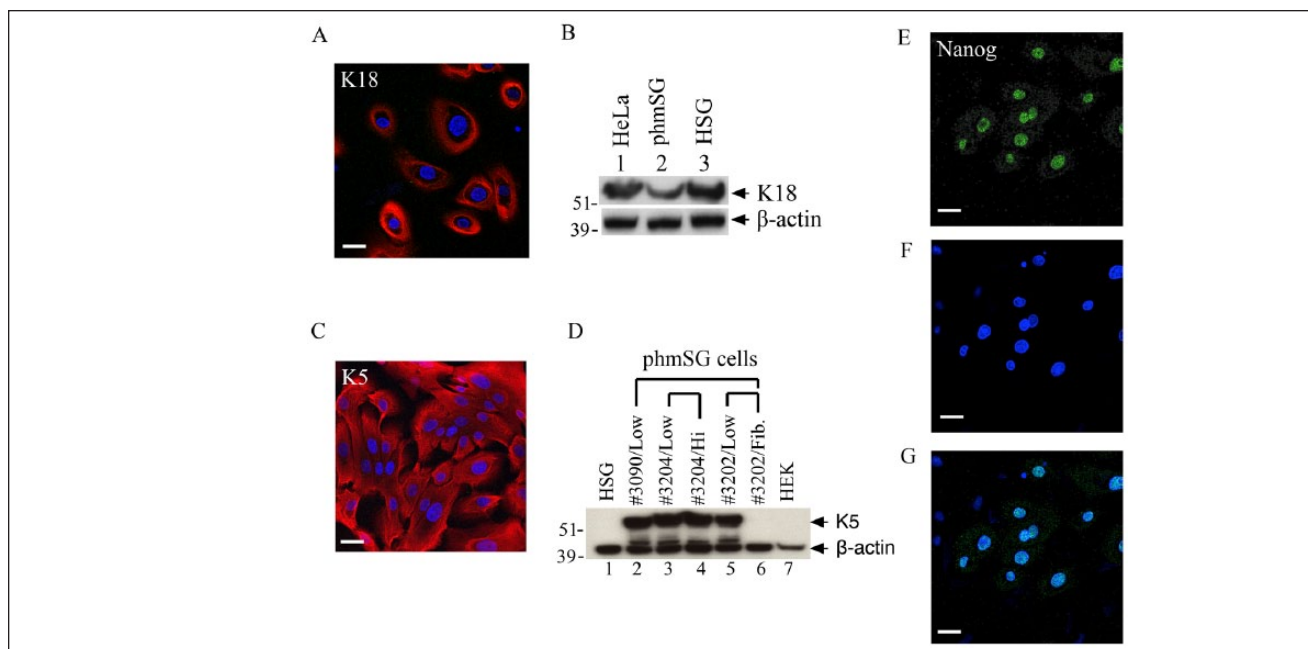 A
K18
B
HeLa
phmSG
HSG
1 2 3
K18
51-
β-actin
39-
C
K5
D
phmSG cells
HSG
#3090/Low
#3204/Low
#3204/Hi
#3202/Low
#3202/Fib.
HEK
K5
51-
β-actin
39-
1 2 3 4 5 6 7
E
Nanog
F
G